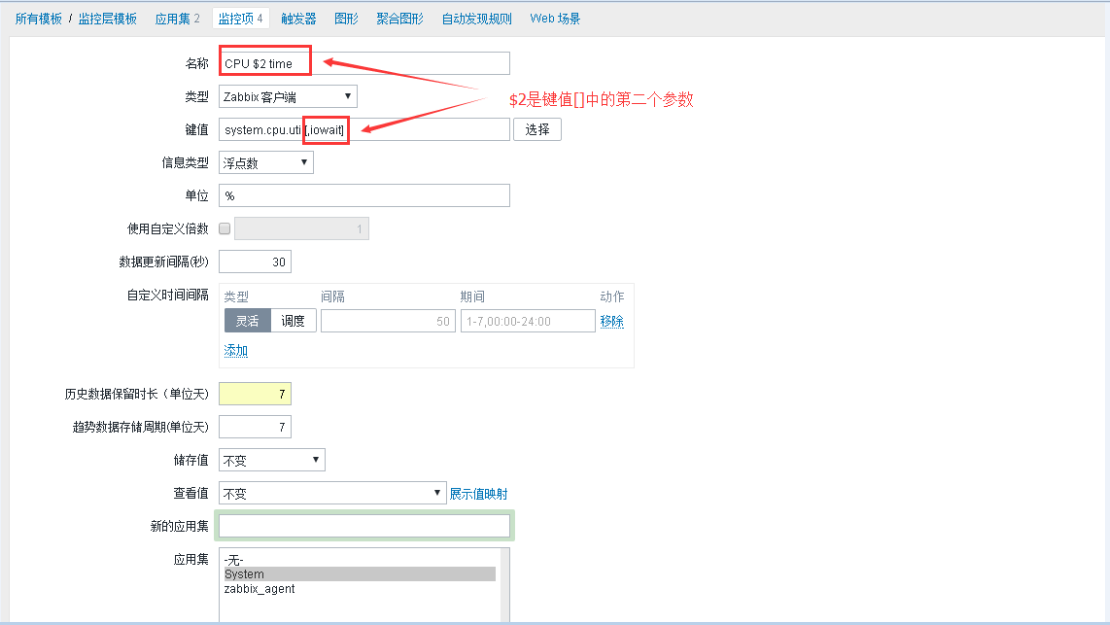 所有模板 / 监控层模板 应用集 2 监控项 4 触发器 图形 聚合图形 自动发现规则 Web 场景
名称 CPU $2 time
$2是键值[]中的第二个参数
类型 Zabbix 客户端
键值 system.cpu.uti[,iowait] 选择
信息类型 浮点数
单位 %
使用自定义倍数 1
数据更新间隔(秒) 30
自定义时间间隔 类型 间隔 期间 动作
灵活 调度 50 1-7,00:00-24:00 移除
添加
历史数据保留时长（单位天) 7
趋势数据存储周期(单位天) 7
储存值 不变
查看值 不变 展示值映射
新的应用集
应用集 -无-
System
zabbix_agent